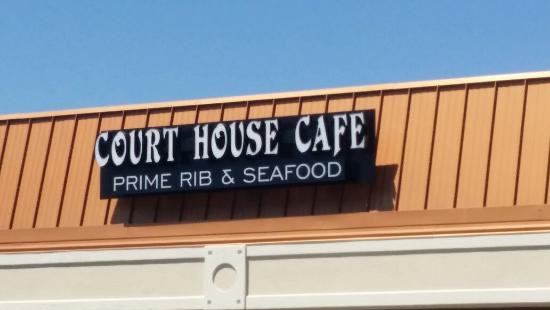 COURT HOUSE CAFE
PRIME RIB & SEAFOOD